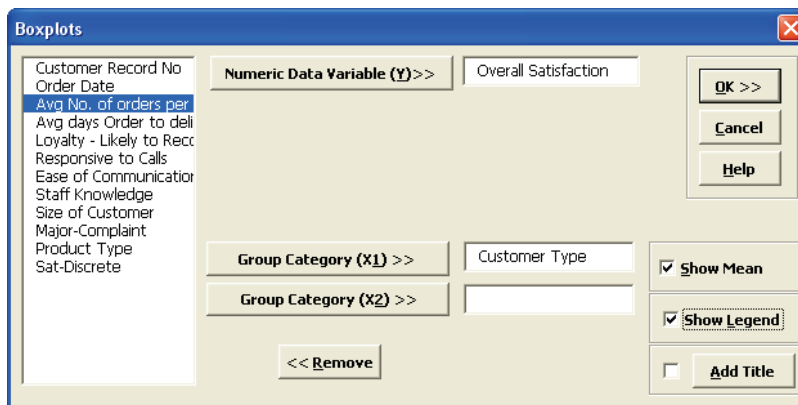 Boxplots
Customer Record No
Order Date
Avg No. of orders per
Avg days Order to deli
Loyalty - Likely to Reco
Responsive to Calls
Ease of Communication
Staff Knowledge
Size of Customer
Major-Complaint
Product Type
Sat-Discrete
Numeric Data Variable (Y)>>
Overall Satisfaction
Group Category (X1) >>
Customer Type
Group Category (X2) >>
<< Remove
OK >>
Cancel
Help
Show Mean
Show Legend
Add Title